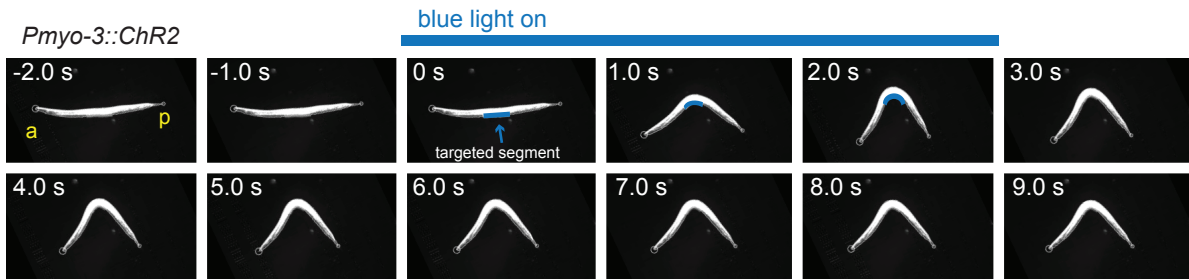 blue light on
Pmyo-3::ChR2
-2.0 s
-1.0 s
0 s
1.0 s
2.0 s
3.0 s
a
p
targeted segment
4.0 s
5.0 s
6.0 s
7.0 s
8.0 s
9.0 s